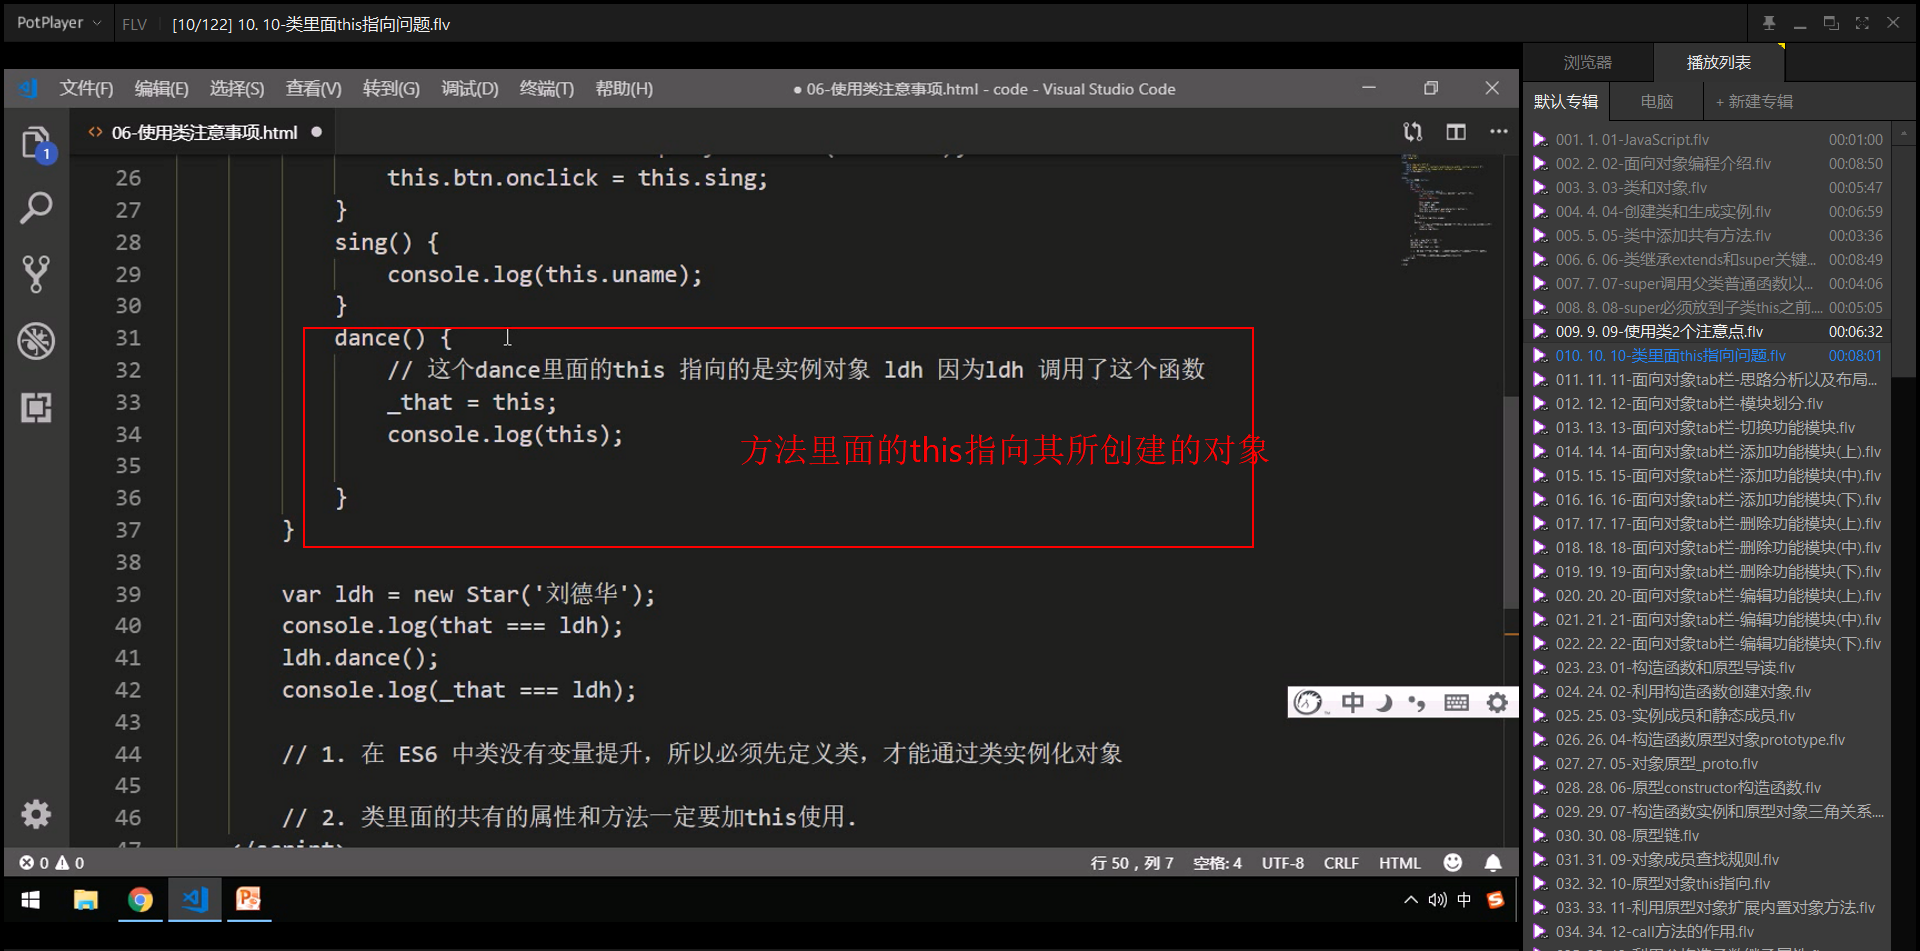 PotPlayer
FLV
[10/122] 10. 10-类里面this指向问题.flv
文件(F) 编辑(E) 选择(S) 查看(V) 转到(G) 调试(D) 终端(T) 帮助(H)
● 06-使用类注意事项.html - code - Visual Studio Code
<> 06-使用类注意事项.html ●
1
26 this.btn.onclick = this.sing;
27 }
28 sing() {
29 console.log(this.uname);
30 }
31 dance() {
32 // 这个dance里面的this 指向的是实例对象 ldh 因为ldh 调用了这个函数
33 _that = this;
34 console.log(this);
方法里面的this指向其所创建的对象
35
36 }
37 }
38
39 var ldh = new Star('刘德华');
40 console.log(that === ldh);
41 ldh.dance();
42 console.log(_that === ldh);
43
44 // 1. 在 ES6 中类没有变量提升，所以必须先定义类，才能通过类实例化对象
45
46 // 2. 类里面的共有的属性和方法一定要加this使用.
47 </script>
中
0 0
行 50，列 7 空格: 4 UTF-8 CRLF HTML
中
浏览器 播放列表
默认专辑 电脑 + 新建专辑
001. 1. 01-JavaScript.flv 00:01:00
002. 2. 02-面向对象编程介绍.flv 00:08:50
003. 3. 03-类和对象.flv 00:05:47
004. 4. 04-创建类和生成实例.flv 00:06:59
005. 5. 05-类中添加共有方法.flv 00:03:36
006. 6. 06-类继承extends和super关键... 00:08:49
007. 7. 07-super调用父类普通函数以... 00:04:06
008. 8. 08-super必须放到子类this之前.... 00:05:05
009. 9. 09-使用类2个注意点.flv 00:06:32
010. 10. 10-类里面this指向问题.flv 00:08:01
011. 11. 11-面向对象tab栏-思路分析以及布局...
012. 12. 12-面向对象tab栏-模块划分.flv
013. 13. 13-面向对象tab栏-切换功能模块.flv
014. 14. 14-面向对象tab栏-添加功能模块(上).flv
015. 15. 15-面向对象tab栏-添加功能模块(中).flv
016. 16. 16-面向对象tab栏-添加功能模块(下).flv
017. 17. 17-面向对象tab栏-删除功能模块(上).flv
018. 18. 18-面向对象tab栏-删除功能模块(中).flv
019. 19. 19-面向对象tab栏-删除功能模块(下).flv
020. 20. 20-面向对象tab栏-编辑功能模块(上).flv
021. 21. 21-面向对象tab栏-编辑功能模块(中).flv
022. 22. 22-面向对象tab栏-编辑功能模块(下).flv
023. 23. 01-构造函数和原型导读.flv
024. 24. 02-利用构造函数创建对象.flv
025. 25. 03-实例成员和静态成员.flv
026. 26. 04-构造函数原型对象prototype.flv
027. 27. 05-对象原型_proto.flv
028. 28. 06-原型constructor构造函数.flv
029. 29. 07-构造函数实例和原型对象三角关系....
030. 30. 08-原型链.flv
031. 31. 09-对象成员查找规则.flv
032. 32. 10-原型对象this指向.flv
033. 33. 11-利用原型对象扩展内置对象方法.flv
034. 34. 12-call方法的作用.flv